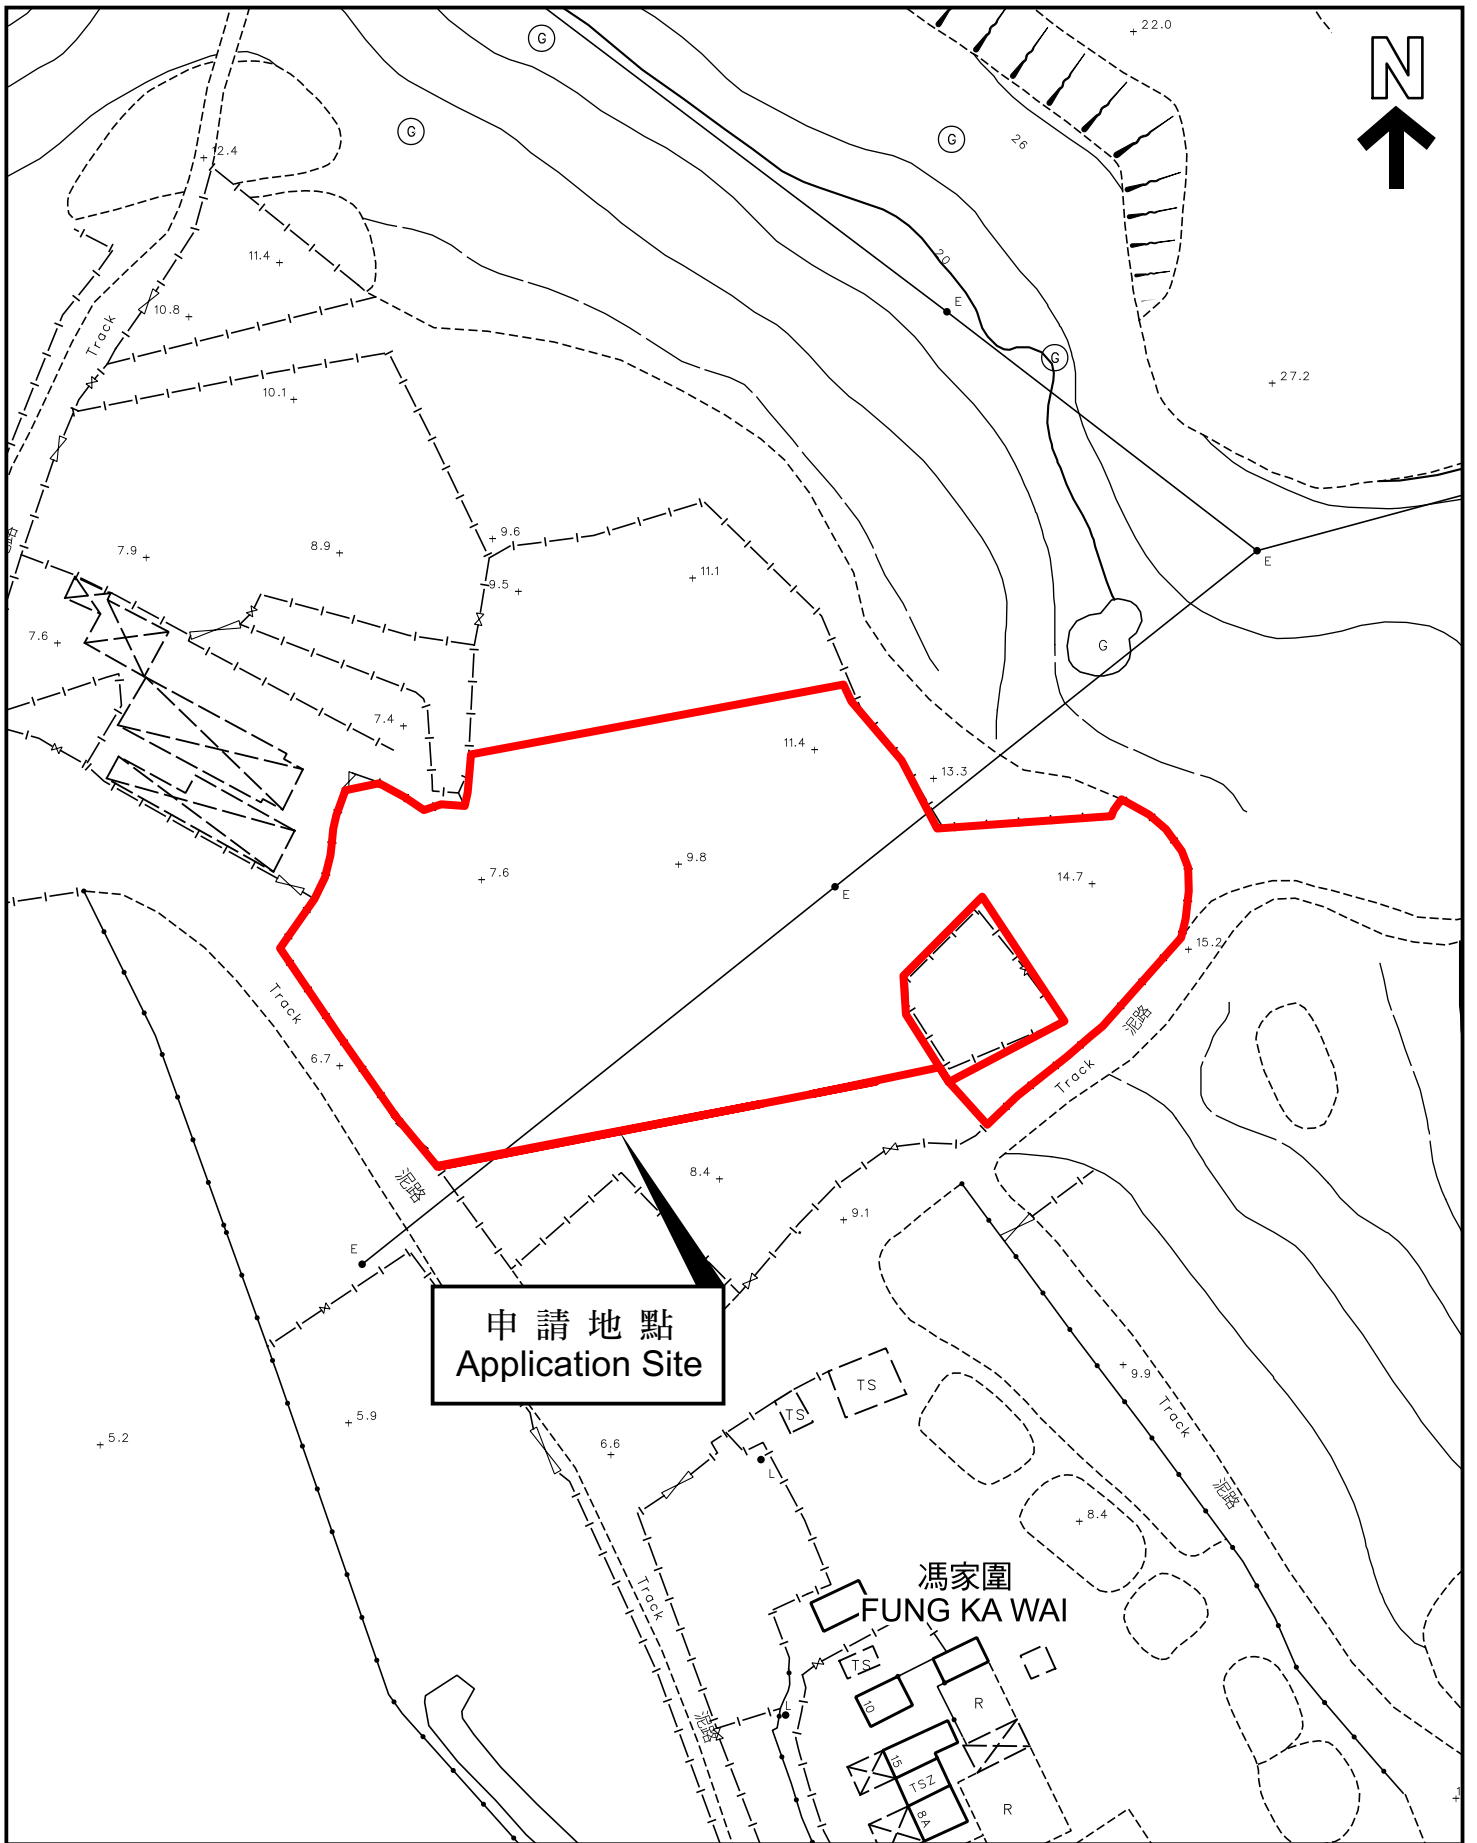 22.0
N
G
G
G
26
12.4
11.4
20
E
10.8
Track
G
27.2
10.1
9.6
7.9
8.9
E
11.1
9.5
7.6
G
7.4
11.4
13.3
9.8
7.6
14.7
E
15.2
Track
泥路
6.7
Track
泥路
8.4
9.1
E
申請地點
Application Site
9.9
TS
TS
Track
5.9
5.2
6.6
L
泥路
8.4
馮家圍
FUNG KA WAI
Track
TS
R
10
L
泥路
15
TSZ
R
8A